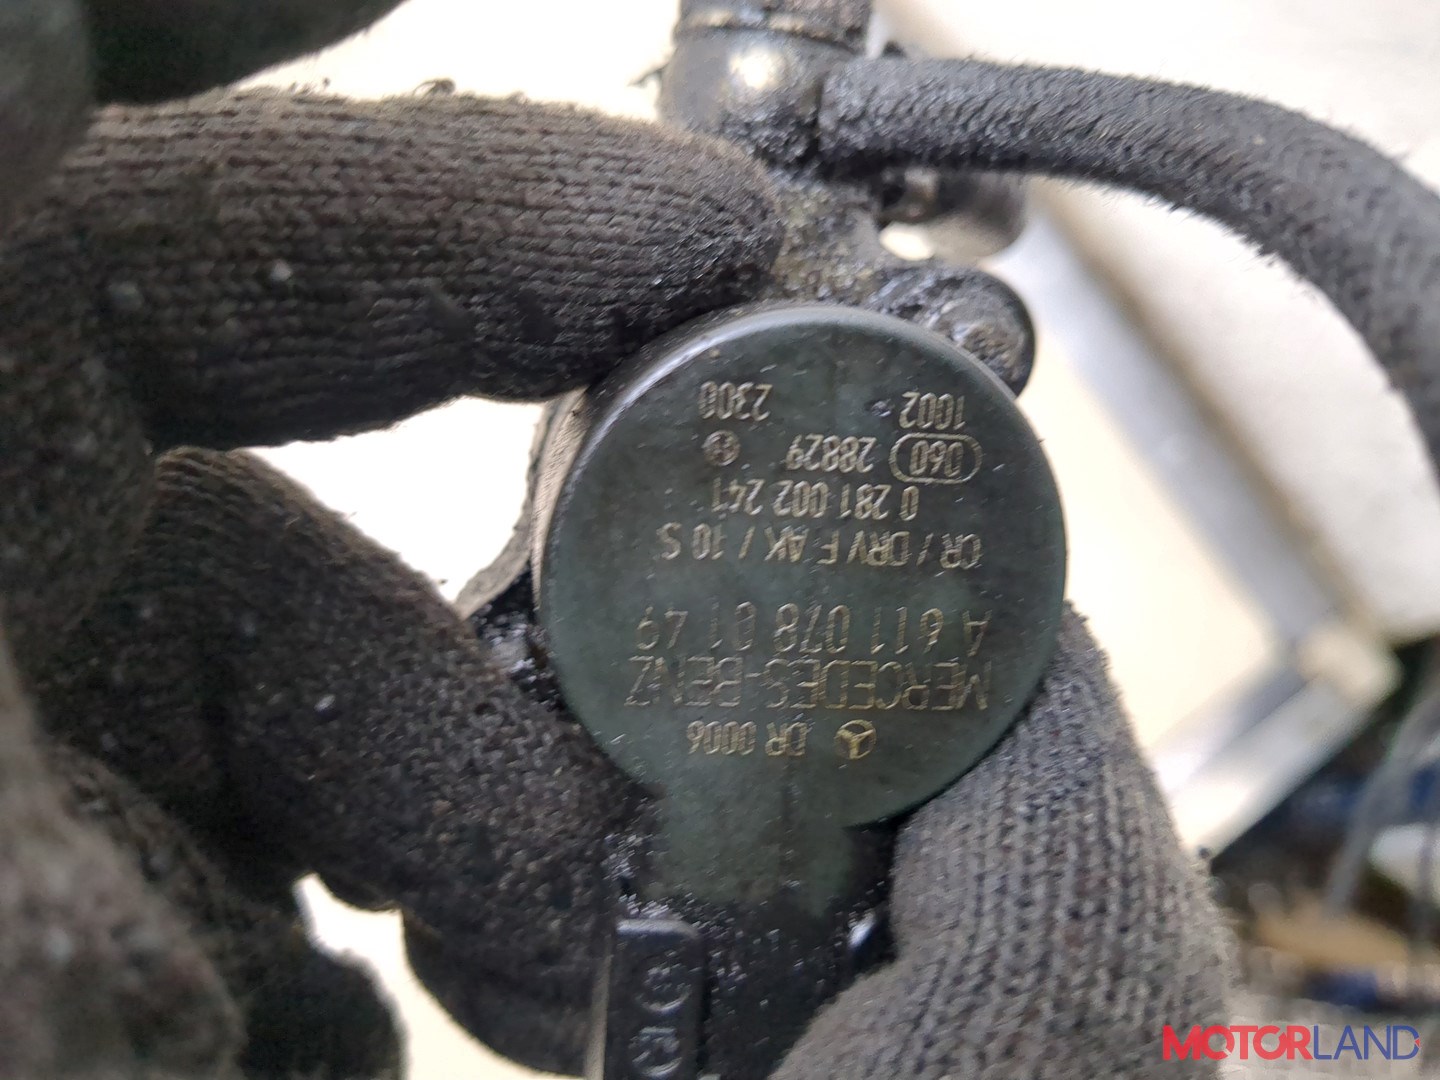 DR 0006
MERCEDES-BENZ
A 611 078 01 49
CR / DRV F AK / 10 S
0 281 002 241
060 28829
1002 2300
MOTORLAND